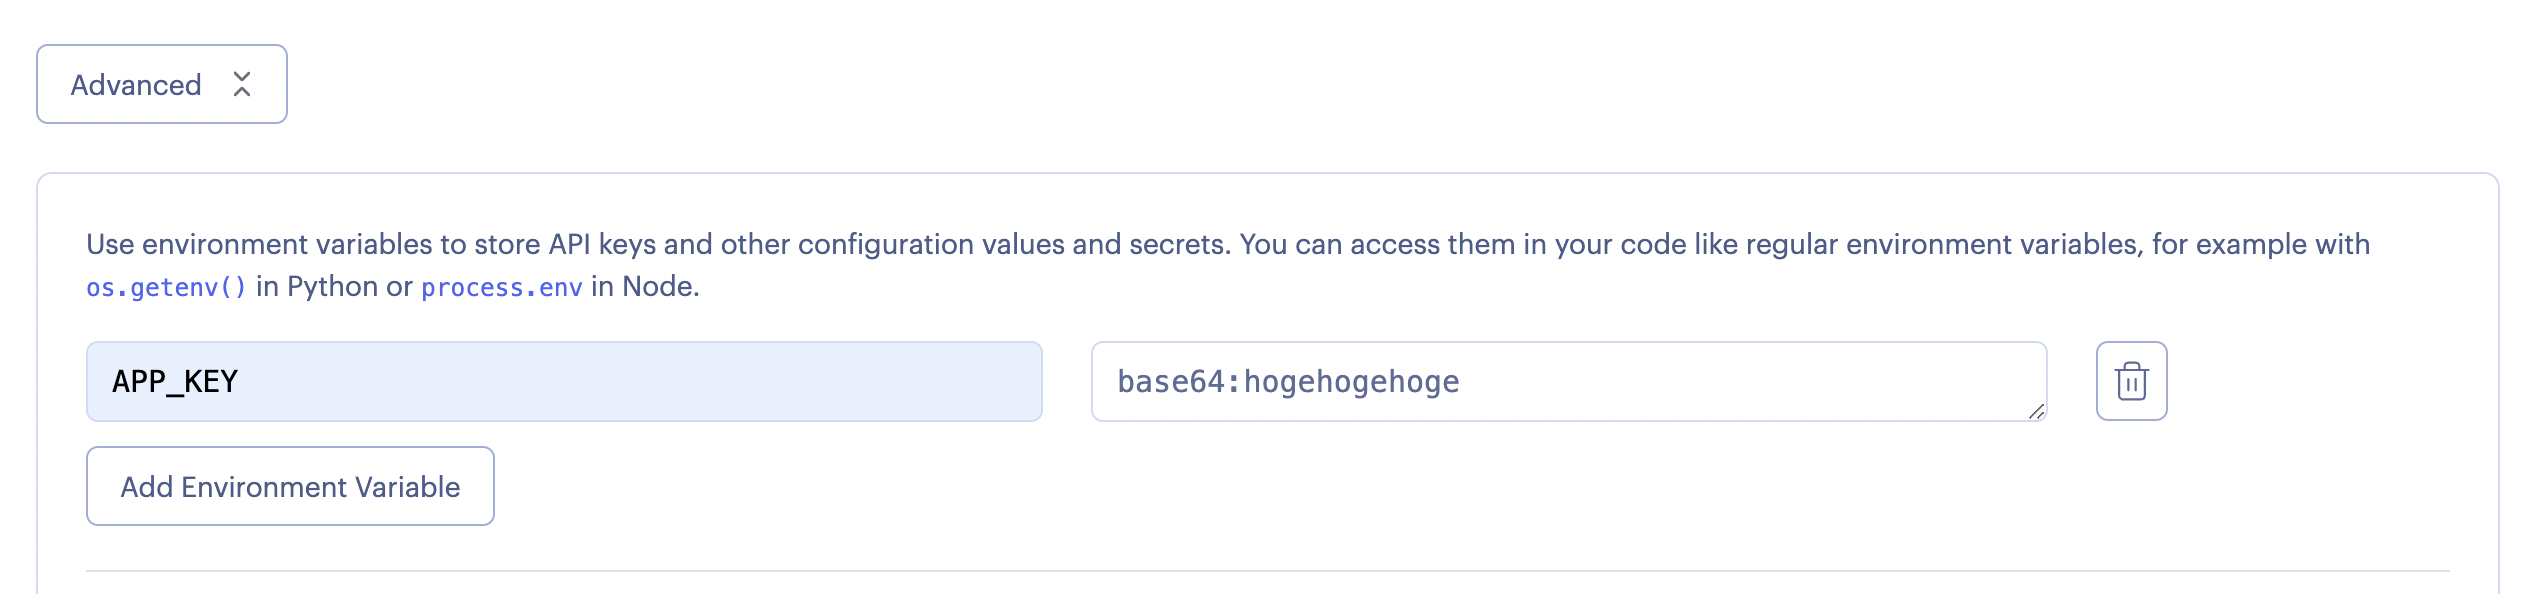 Advanced
Use environment variables to store API keys and other configuration values and secrets. You can access them in your code like regular environment variables, for example with
os.getenv() in Python or process.env in Node.
APP_KEY
base64:hogehogehoge
Add Environment Variable